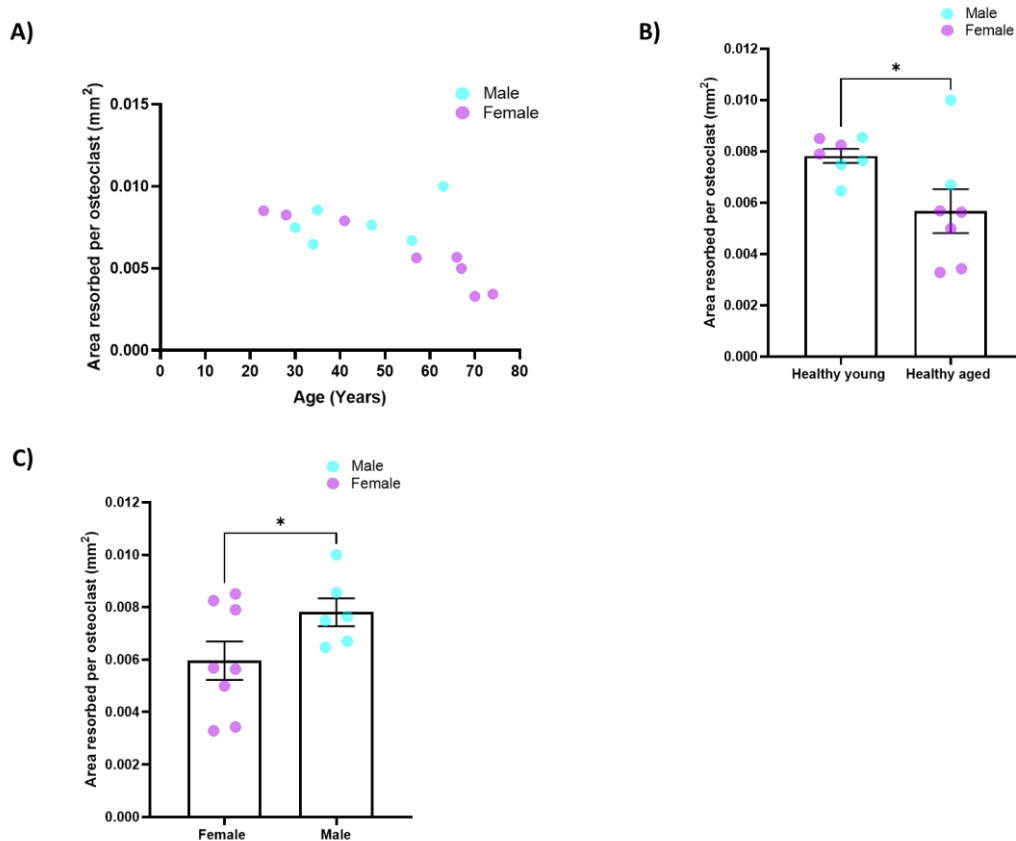 A)
Male
Female
Area resorbed per osteoclast (mm²)
0.015
0.010
0.005
0.000
0 10 20 30 40 50 60 70 80
Age (Years)
B)
Male
Female
*
Area resorbed per osteoclast (mm²)
0.012
0.010
0.008
0.006
0.004
0.002
0.000
Healthy young Healthy aged
C)
Male
Female
*
Area resorbed per osteoclast (mm²)
0.012
0.010
0.008
0.006
0.004
0.002
0.000
Female Male